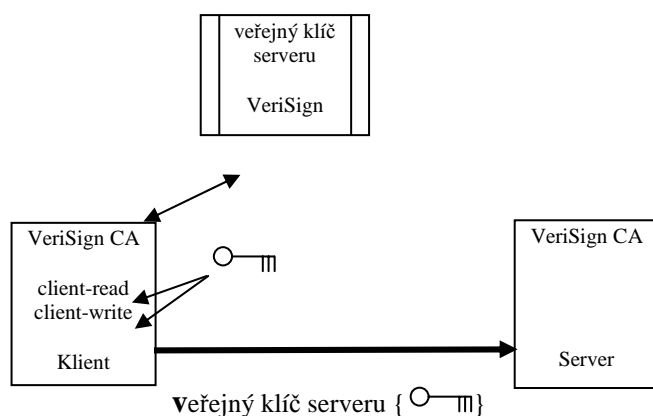 veřejný klíč
serveru
VeriSign
VeriSign CA
client-read
client-write
Klient
VeriSign CA
Server
veřejný klíč serveru { }